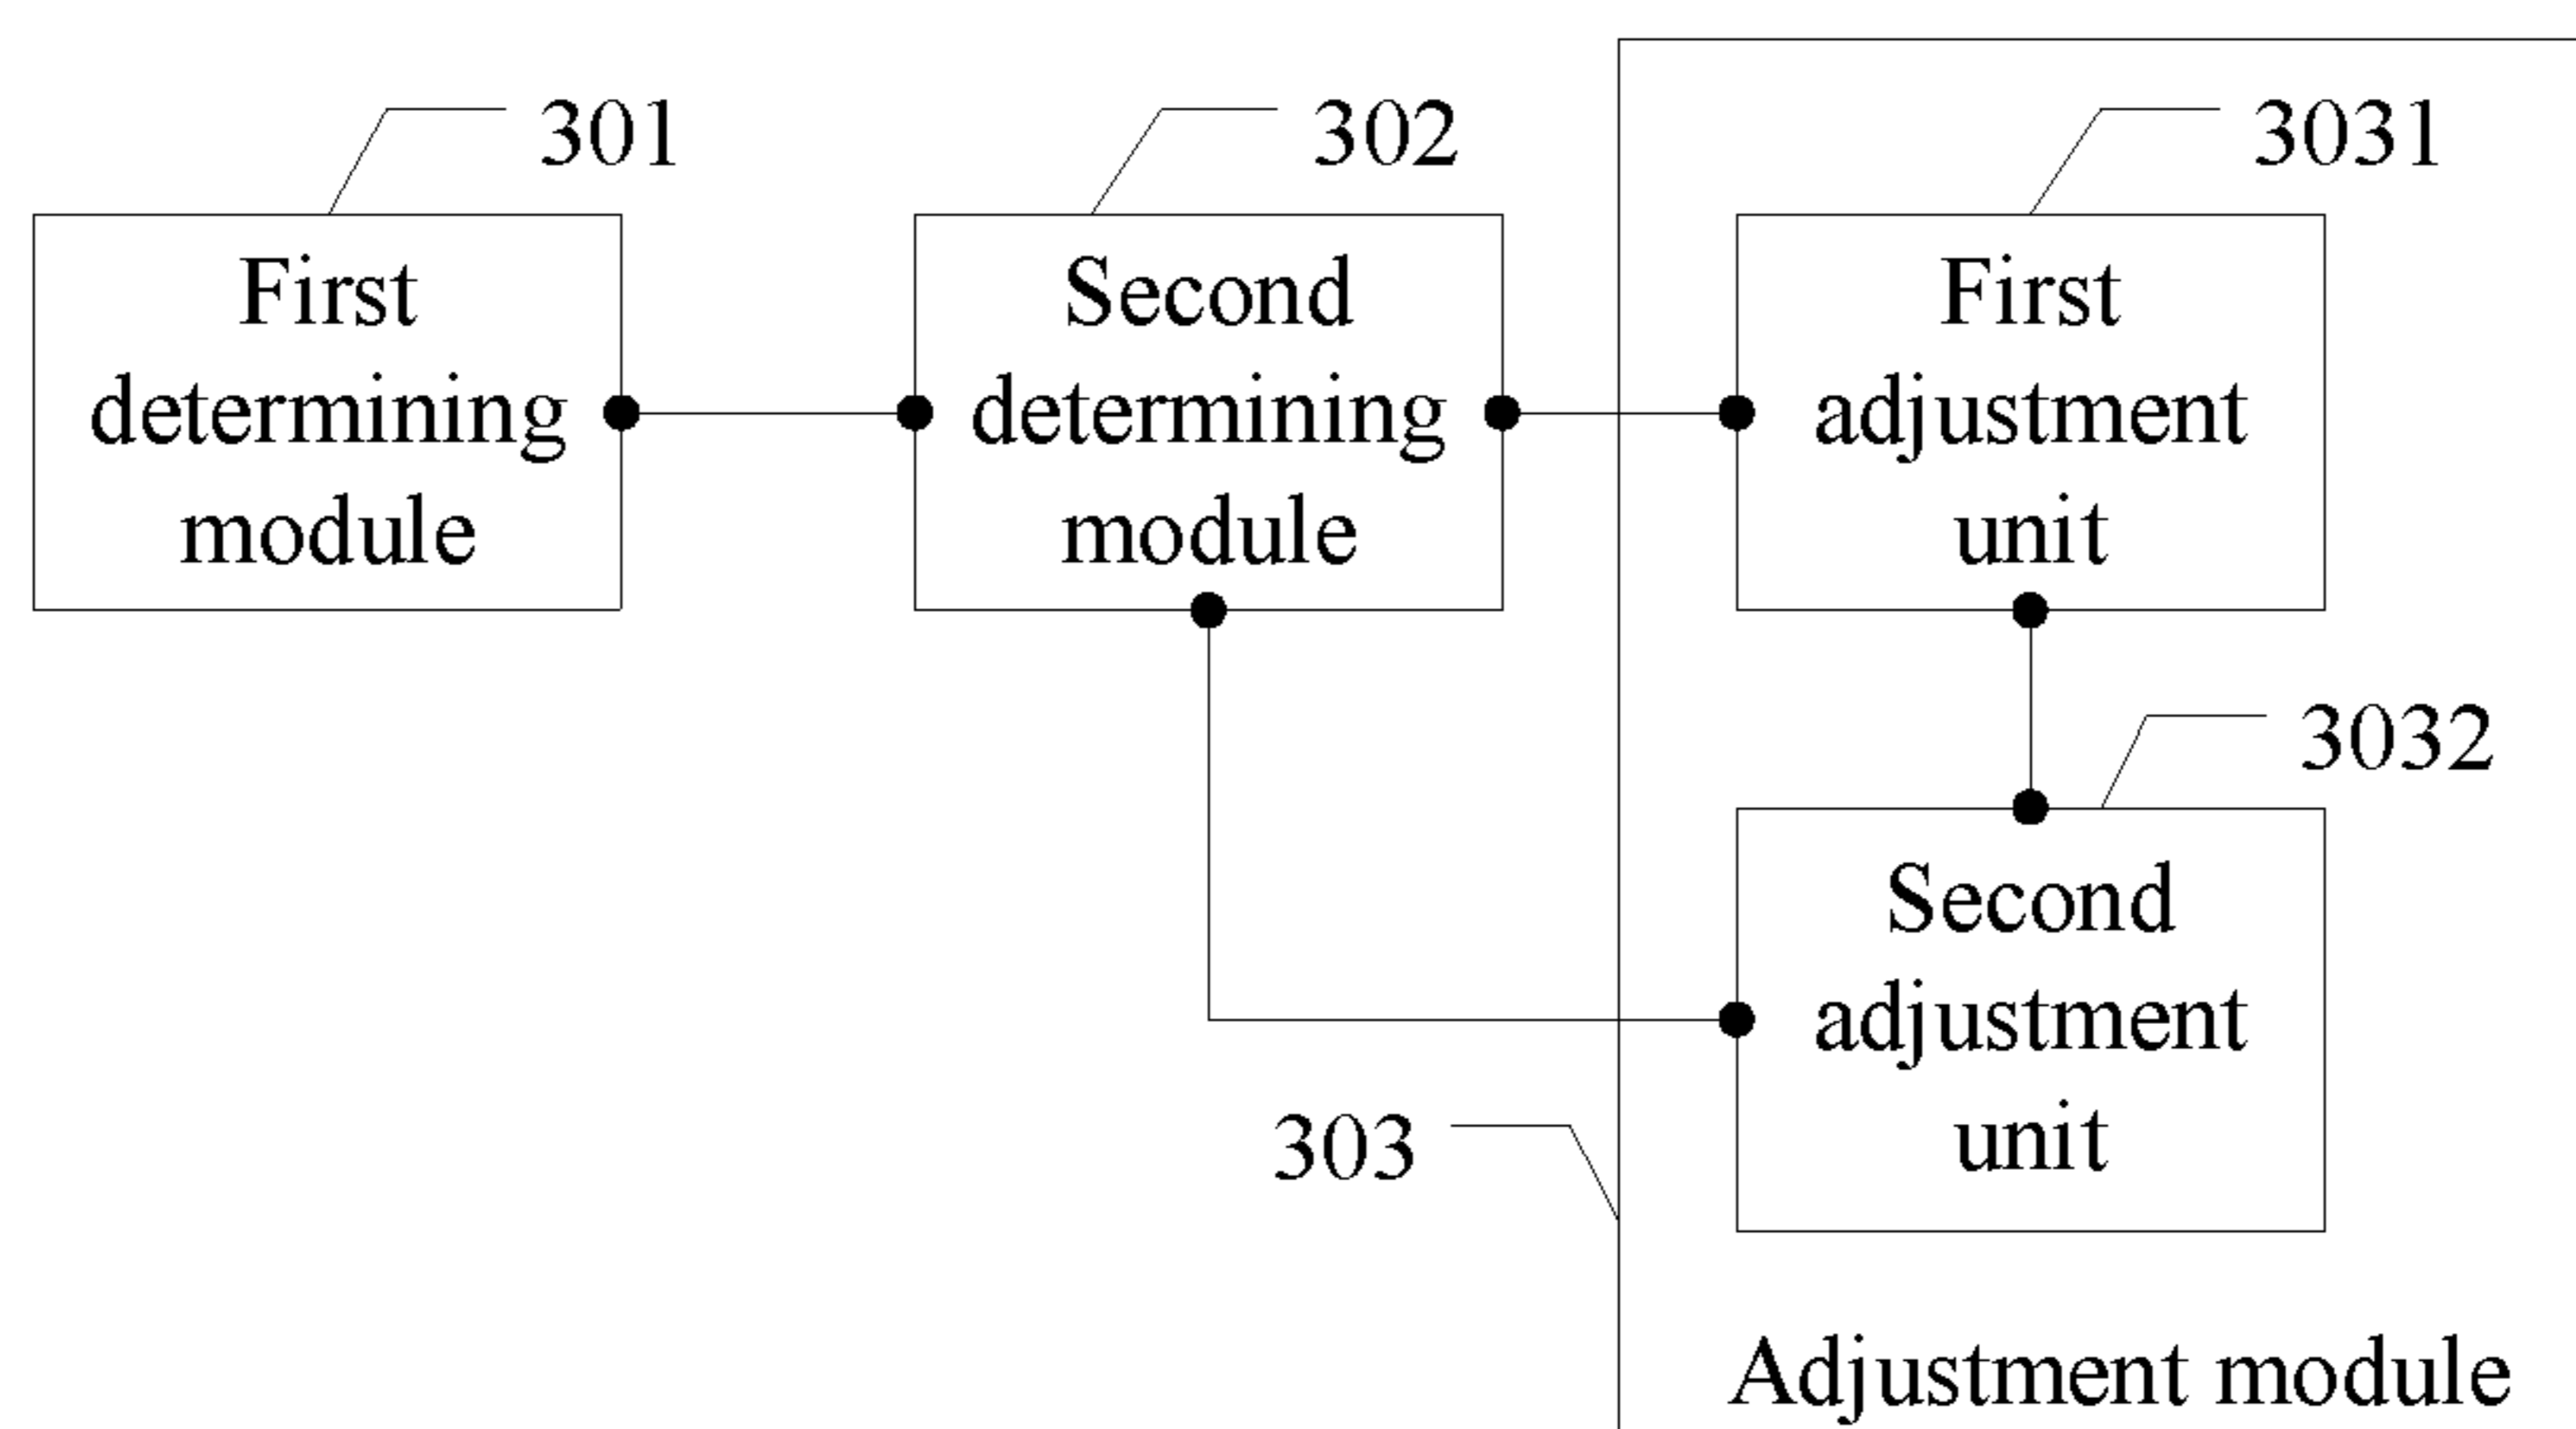 301
302
3031
First
determining
module
Second
determining
module
First
adjustment
unit
3032
Second
adjustment
unit
303
Adjustment module